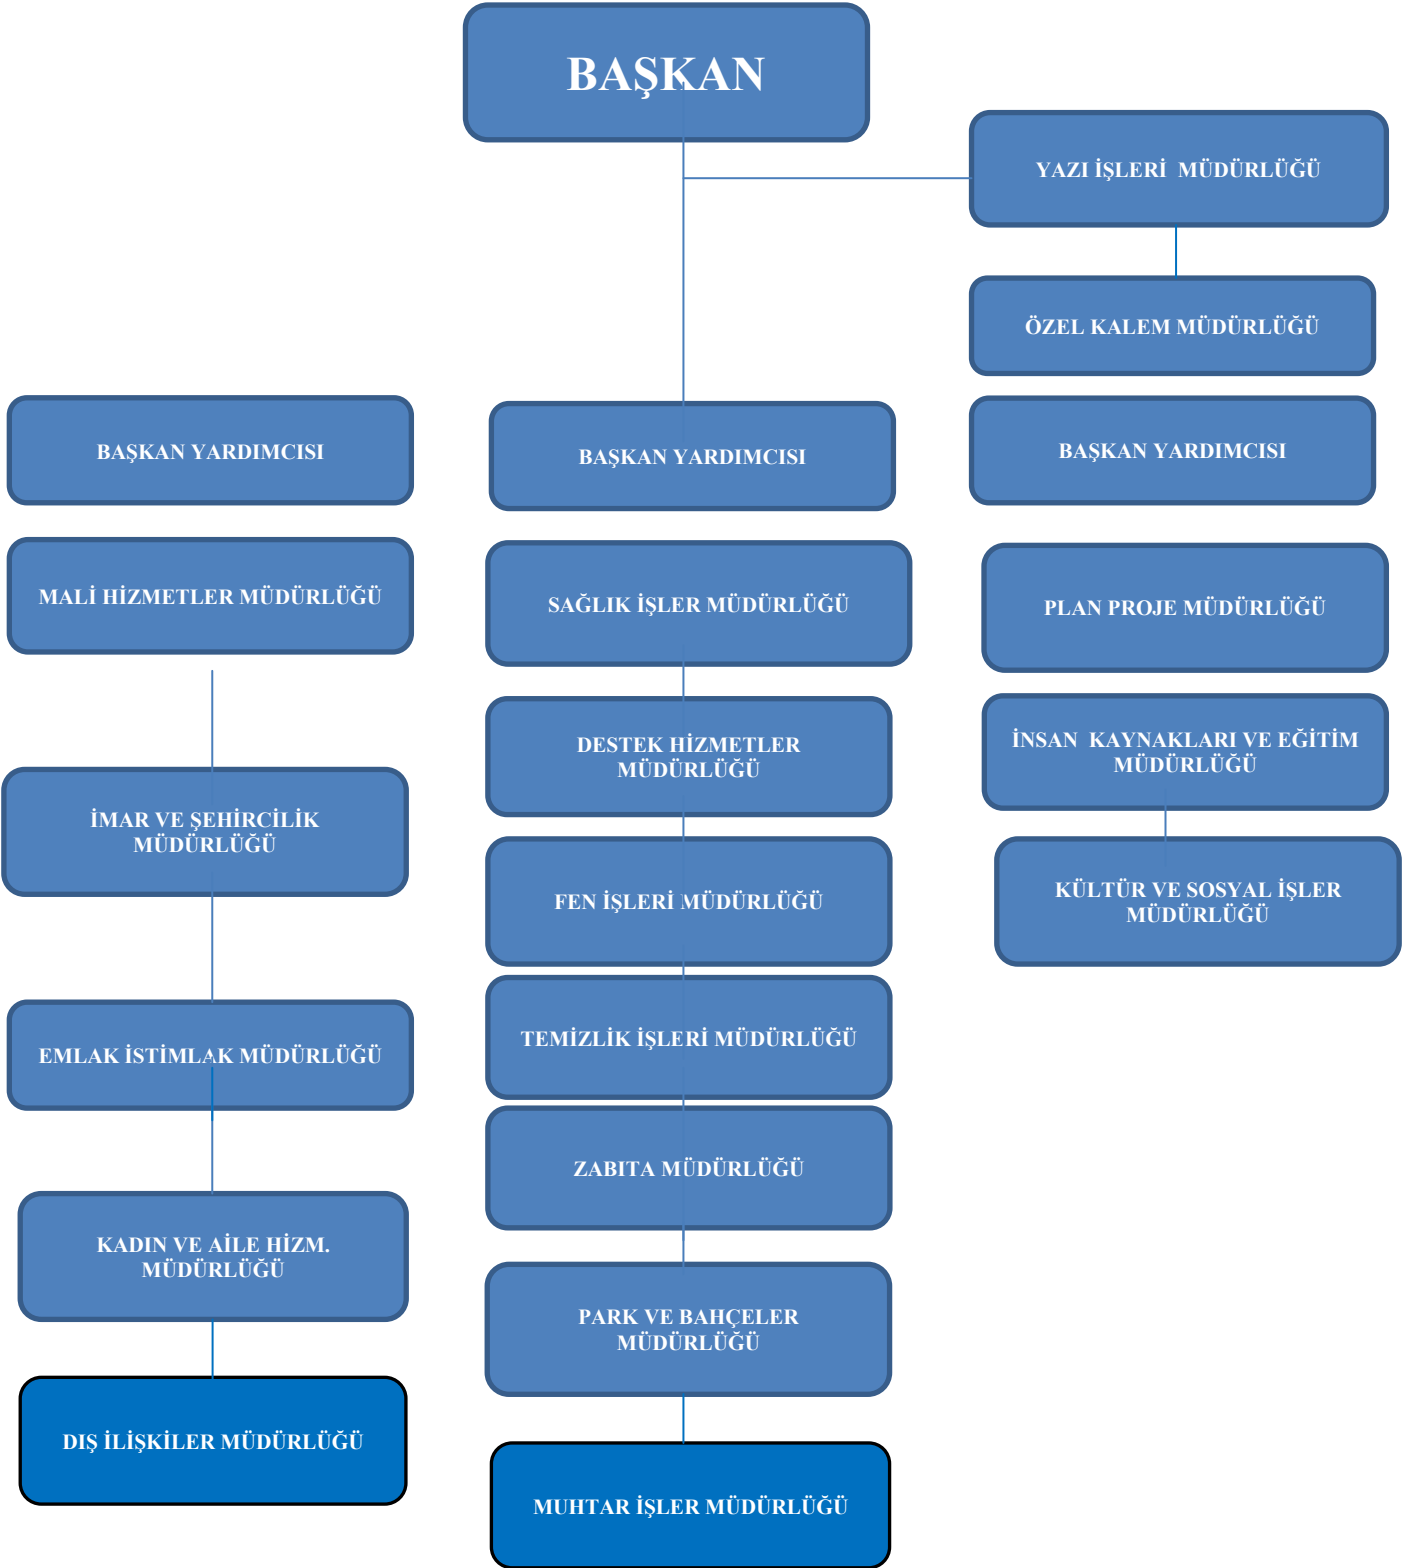 BAŞKAN
YAZI İŞLERİ  MÜDÜRLÜĞÜ
ÖZEL KALEM MÜDÜRLÜĞÜ
BAŞKAN YARDIMCISI
MALİ HİZMETLER MÜDÜRLÜĞÜ
İMAR VE ŞEHİRCİLİK
MÜDÜRLÜĞÜ
EMLAK İSTİMLAK MÜDÜRLÜĞÜ
KADIN VE AİLE HİZM.
MÜDÜRLÜĞÜ
DIŞ İLİŞKİLER MÜDÜRLÜĞÜ
BAŞKAN YARDIMCISI
SAĞLIK İŞLER MÜDÜRLÜĞÜ
DESTEK HİZMETLER
MÜDÜRLÜĞÜ
FEN İŞLERİ MÜDÜRLÜĞÜ
TEMİZLİK İŞLERİ MÜDÜRLÜĞÜ
ZABITA MÜDÜRLÜĞÜ
PARK VE BAHÇELER
MÜDÜRLÜĞÜ
MUHTAR İŞLER MÜDÜRLÜĞÜ
BAŞKAN YARDIMCISI
PLAN PROJE MÜDÜRLÜĞÜ
İNSAN  KAYNAKLARI VE EĞİTİM
MÜDÜRLÜĞÜ
KÜLTÜR VE SOSYAL İŞLER
MÜDÜRLÜĞÜ